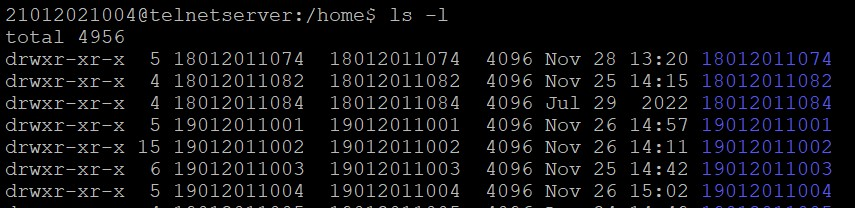 21012021004@telnetserver:/home$ ls -l
total 4956
drwxr-xr-x  5 18012011074  18012011074  4096 Nov 28 13:20 18012011074
drwxr-xr-x  4 18012011082  18012011082  4096 Nov 25 14:15 18012011082
drwxr-xr-x  4 18012011084  18012011084  4096 Jul 29  2022 18012011084
drwxr-xr-x  5 19012011001  19012011001  4096 Nov 26 14:57 19012011001
drwxr-xr-x 15 19012011002  19012011002  4096 Nov 26 14:11 19012011002
drwxr-xr-x  6 19012011003  19012011003  4096 Nov 25 14:42 19012011003
drwxr-xr-x  5 19012011004  19012011004  4096 Nov 26 15:02 19012011004